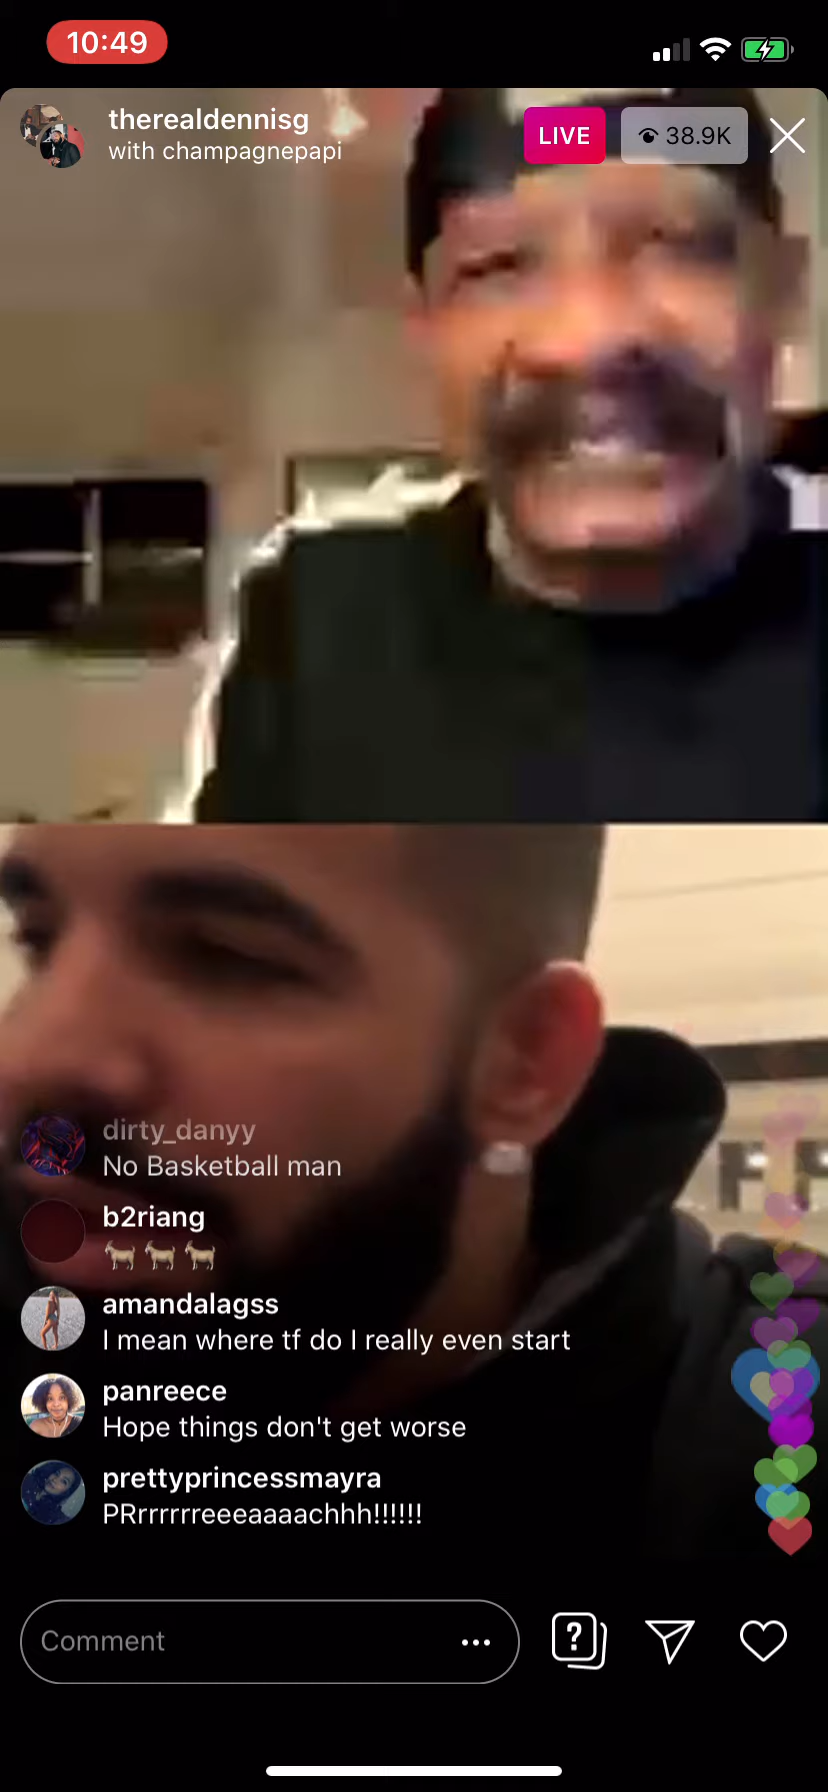 10:49
therealdennisg
with champagnepapi
LIVE
38.9K
dirty_danyy
No Basketball man
b2riang
🐐🐐🐐
amandalagss
I mean where tf do I really even start
panreece
Hope things don't get worse
prettyprincessmayra
PRrrrrrreeeaaaachhh!!!!!!
Comment
?